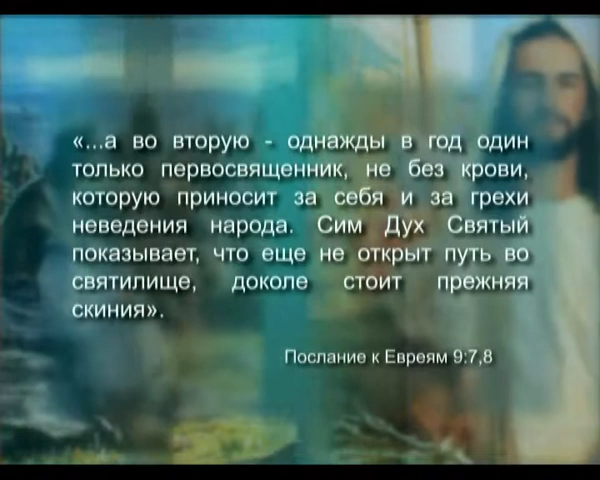 «...а во вторую - однажды в год один
только первосвященник, не без крови,
которую приносит за себя и за грехи
неведения народа. Сим Дух Святый
показывает, что еще не открыт путь во
святилище, доколе стоит прежняя
скиния».
Послание к Евреям 9:7,8